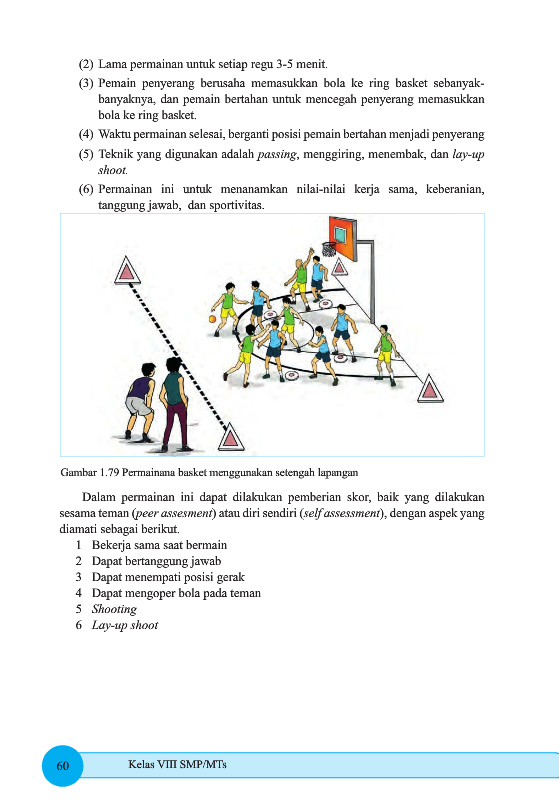 (2) Lama permainan untuk setiap regu 3-5 menit.
(3) Pemain penyerang berusaha memasukkan bola ke ring basket sebanyak-
banyaknya, dan pemain bertahan untuk mencegah penyerang memasukkan
bola ke ring basket.
(4) Waktu permainan selesai, berganti posisi pemain bertahan menjadi penyerang
(5) Teknik yang digunakan adalah passing, menggiring, menembak, dan lay-up
shoot.
(6) Permainan ini untuk menanamkan nilai-nilai kerja sama, keberanian,
tanggung jawab, dan sportivitas.
Gambar 1.79 Permainana basket menggunakan setengah lapangan
Dalam permainan ini dapat dilakukan pemberian skor, baik yang dilakukan
sesama teman (peer assesment) atau diri sendiri (self assessment), dengan aspek yang
diamati sebagai berikut.
1 Bekerja sama saat bermain
2 Dapat bertanggung jawab
3 Dapat menempati posisi gerak
4 Dapat mengoper bola pada teman
5 Shooting
6 Lay-up shoot
60 Kelas VIII SMP/MTs